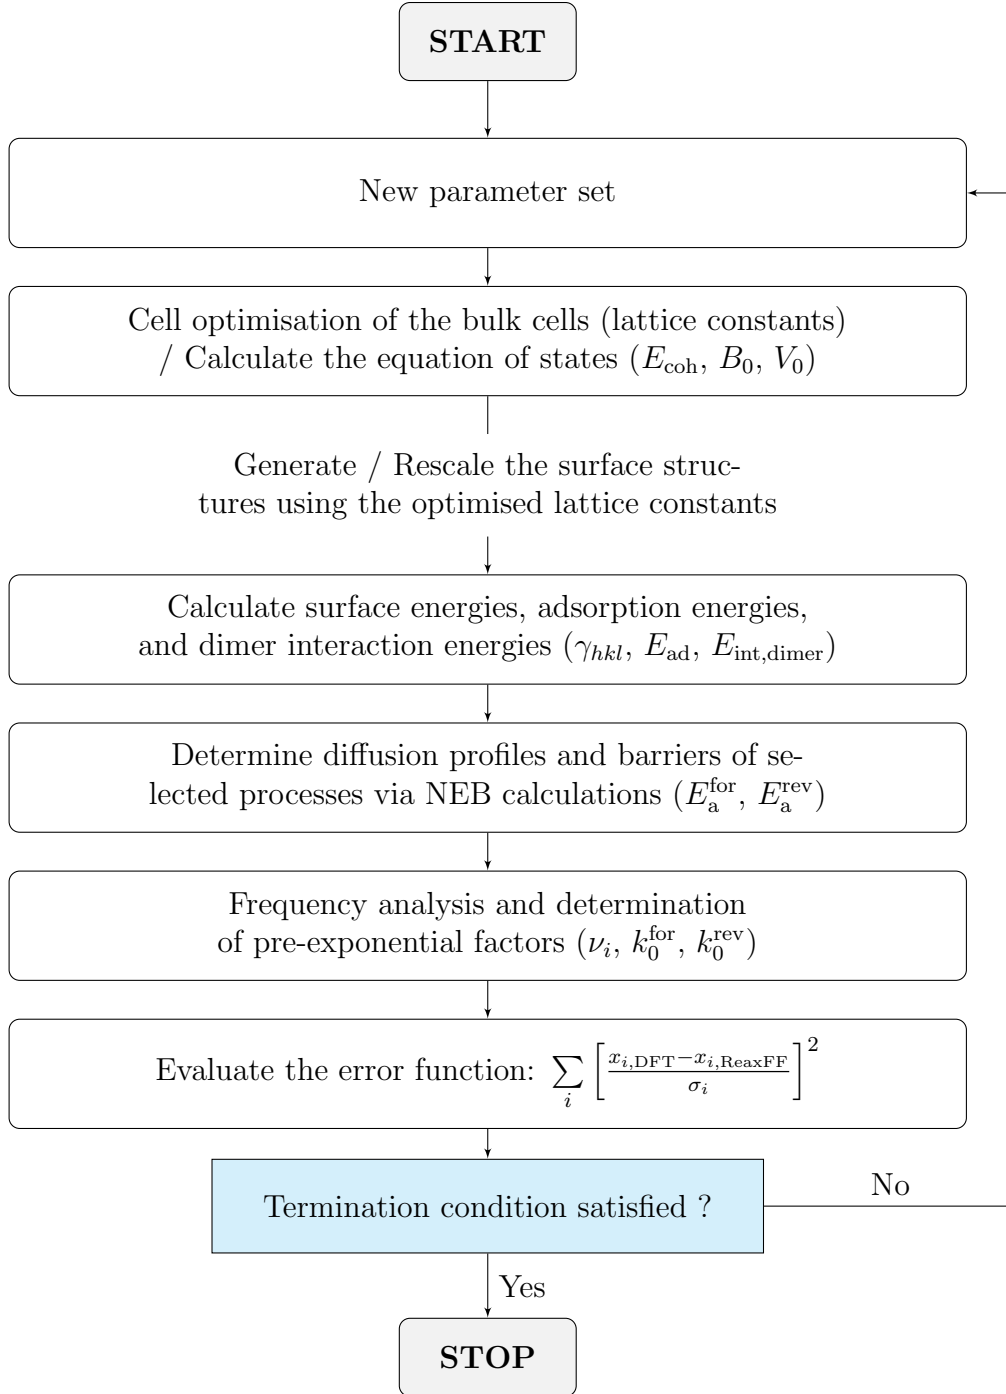 START
New parameter set
Cell optimisation of the bulk cells (lattice constants)
/ Calculate the equation of states (E_coh, B_0, V_0)
Generate / Rescale the surface struc-
tures using the optimised lattice constants
Calculate surface energies, adsorption energies,
and dimer interaction energies (γ_hkl, E_ad, E_int,dimer)
Determine diffusion profiles and barriers of se-
lected processes via NEB calculations (E_a^for, E_a^rev)
Frequency analysis and determination
of pre-exponential factors (ν_i, k_0^for, k_0^rev)
Evaluate the error function: ∑_i [(x_i,DFT − x_i,ReaxFF)/σ_i]^2
Termination condition satisfied ?
No
Yes
STOP